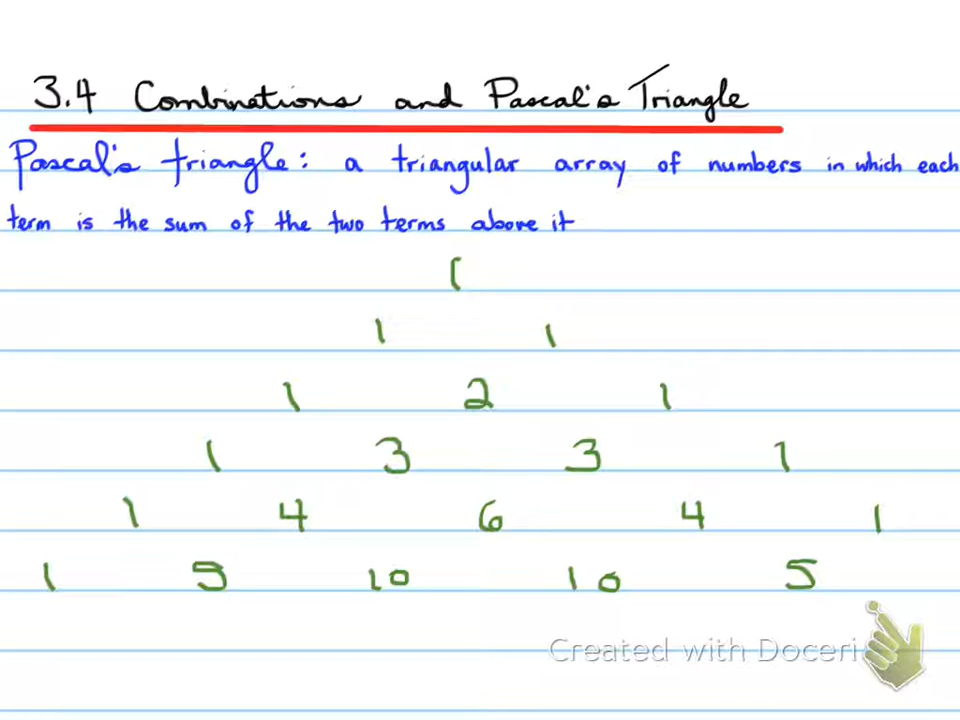 3.4 Combinations and Pascal's Triangle
Pascal's triangle: a triangular array of numbers in which each
term is the sum of the two terms above it
1
1 1
1 2 1
1 3 3 1
1 4 6 4 1
1 5 10 10 5
Created with Doceri